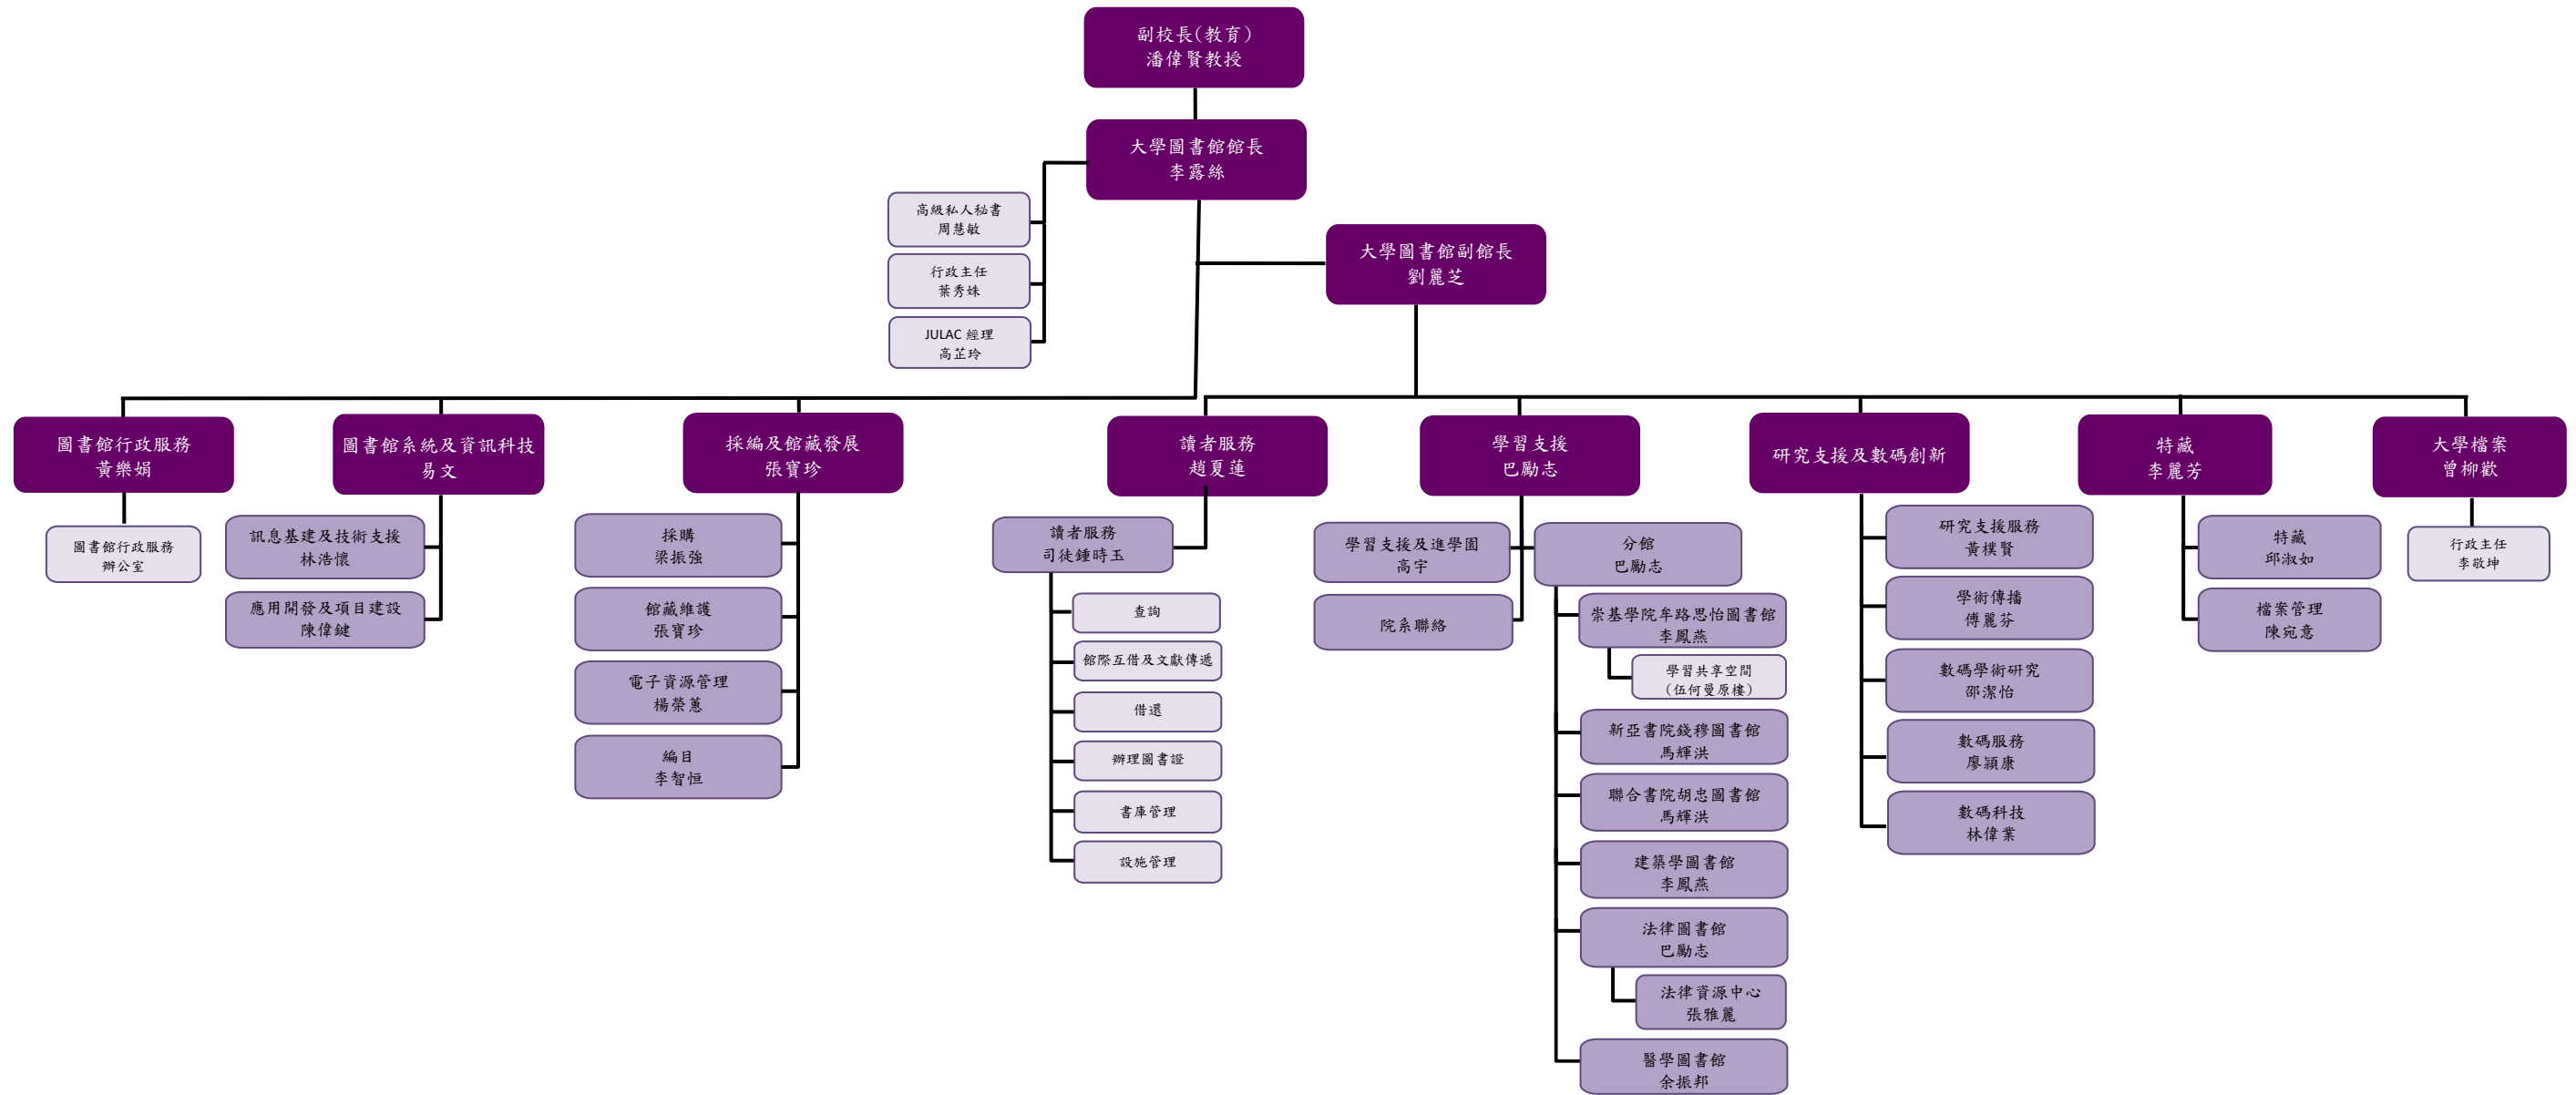 副校長(教育)
潘偉賢教授
大學圖書館館長
李露絲
高級私人秘書
周慧敏
行政主任
葉秀姝
JULAC 經理
高芷玲
大學圖書館副館長
劉麗芝
圖書館行政服務
黃樂娟
圖書館行政服務
辦公室
圖書館系統及資訊科技
易文
訊息基建及技術支援
林浩懷
應用開發及項目建設
陳偉鍵
採編及館藏發展
張寶珍
採購
梁振強
館藏維護
張寶珍
電子資源管理
楊榮蕙
編目
李智恒
讀者服務
趙夏蓮
讀者服務
司徒鍾時玉
查詢
館際互借及文獻傳遞
借還
辦理圖書證
書庫管理
設施管理
學習支援
巴勵志
學習支援及進學園
高宇
院系聯絡
分館
巴勵志
崇基學院牟路思怡圖書館
李鳳燕
學習共享空間
(伍何曼原樓)
新亞書院錢穆圖書館
馬輝洪
聯合書院胡忠圖書館
馬輝洪
建築學圖書館
李鳳燕
法律圖書館
巴勵志
法律資源中心
張雅麗
醫學圖書館
余振邦
研究支援及數碼創新
研究支援服務
黃樸賢
學術傳播
傅麗芬
數碼學術研究
邵潔怡
數碼服務
廖頴康
數碼科技
林偉業
特藏
李麗芳
特藏
邱淑如
檔案管理
陳宛意
大學檔案
曾柳歡
行政主任
李敬坤